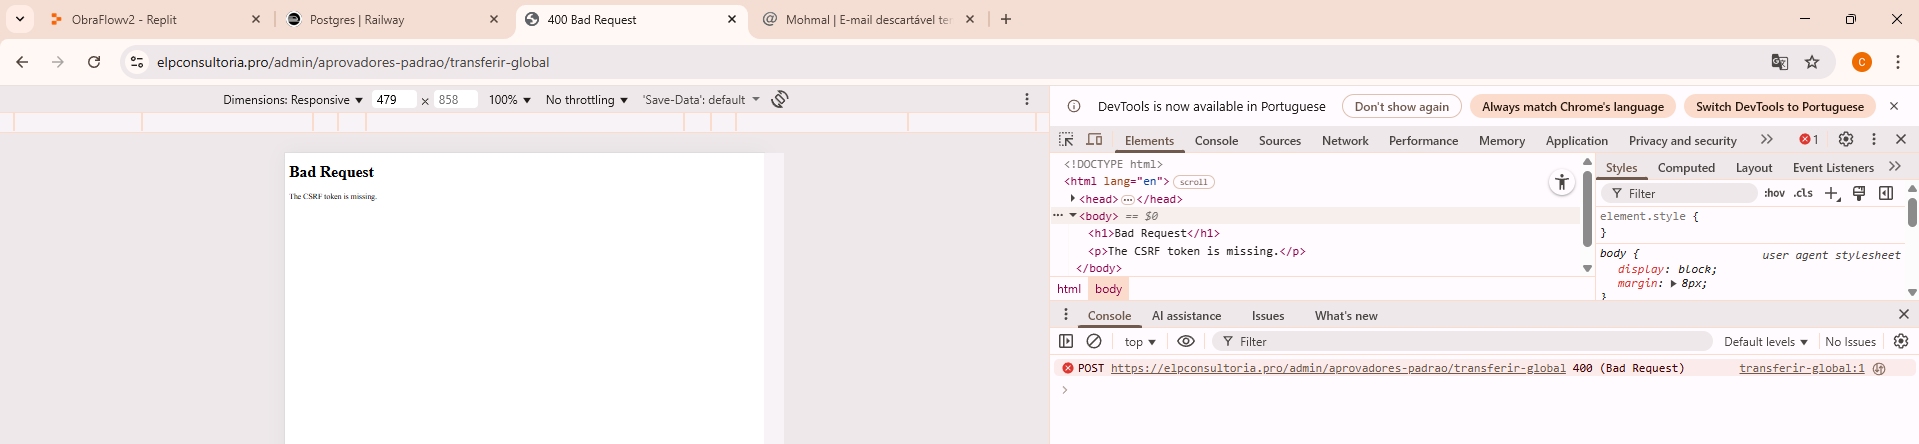 ObraFlowv2 - Replit
Postgres | Railway
400 Bad Request
Mohmal | E-mail descartável te
elpconsultoria.pro/admin/aprovadores-padrao/transferir-global
C
Dimensions: Responsive 479 × 858 100% No throttling 'Save-Data': default
Bad Request
The CSRF token is missing.
DevTools is now available in Portuguese Don't show again Always match Chrome's language Switch DevTools to Portuguese
Elements Console Sources Network Performance Memory Application Privacy and security 1
<!DOCTYPE html>
<html lang="en"> scroll
<head> ... </head>
... <body> == $0
<h1>Bad Request</h1>
<p>The CSRF token is missing.</p>
</body>
html body
Styles Computed Layout Event Listeners
Filter :hov .cls
element.style {
}
body { user agent stylesheet
display: block;
margin: 8px;
}
Console AI assistance Issues What's new
top Filter Default levels No Issues
POST https://elpconsultoria.pro/admin/aprovadores-padrao/transferir-global 400 (Bad Request) transferir-global:1